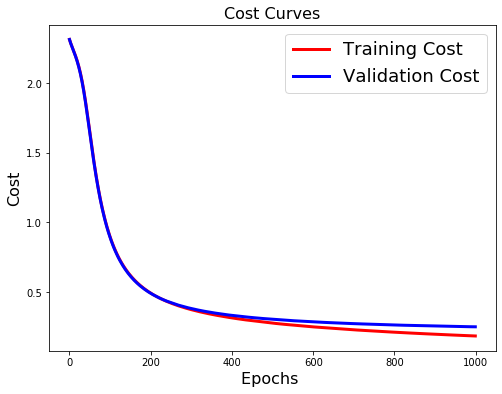 Cost Curves
Training Cost
Validation Cost
Cost
2.0
1.5
1.0
0.5
0 200 400 600 800 1000
Epochs